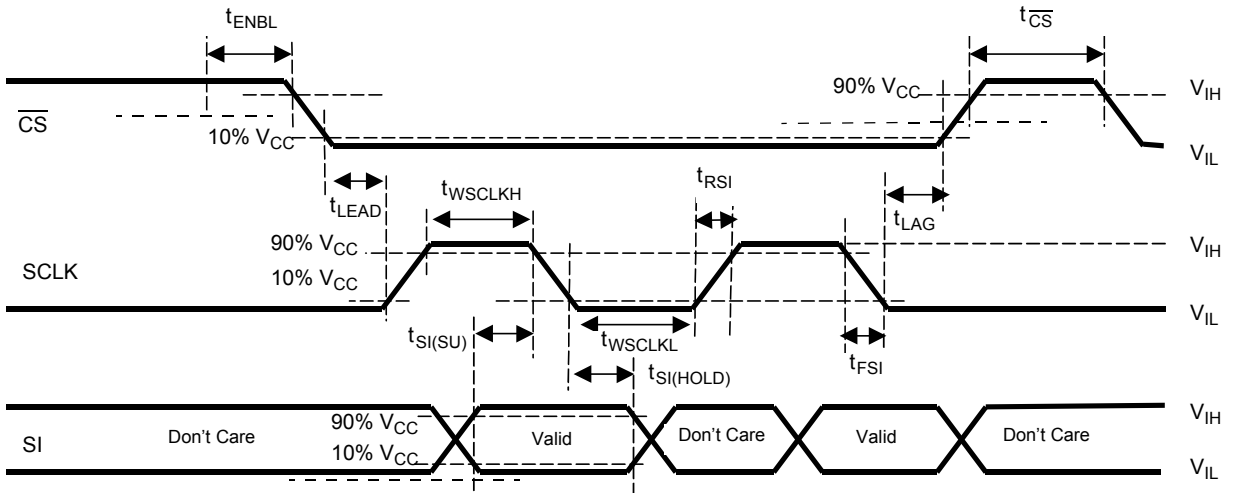 tENBL
tCS
90% VCC
VIH
CS
10% VCC
VIL
tRSI
tWSCLKH
tLEAD
tLAG
90% VCC
VIH
SCLK
10% VCC
VIL
tSI(SU)
tWSCLKL
tFSI
tSI(HOLD)
90% VCC
VIH
SI
Don't Care
Valid
Don't Care
Valid
Don't Care
10% VCC
VIL